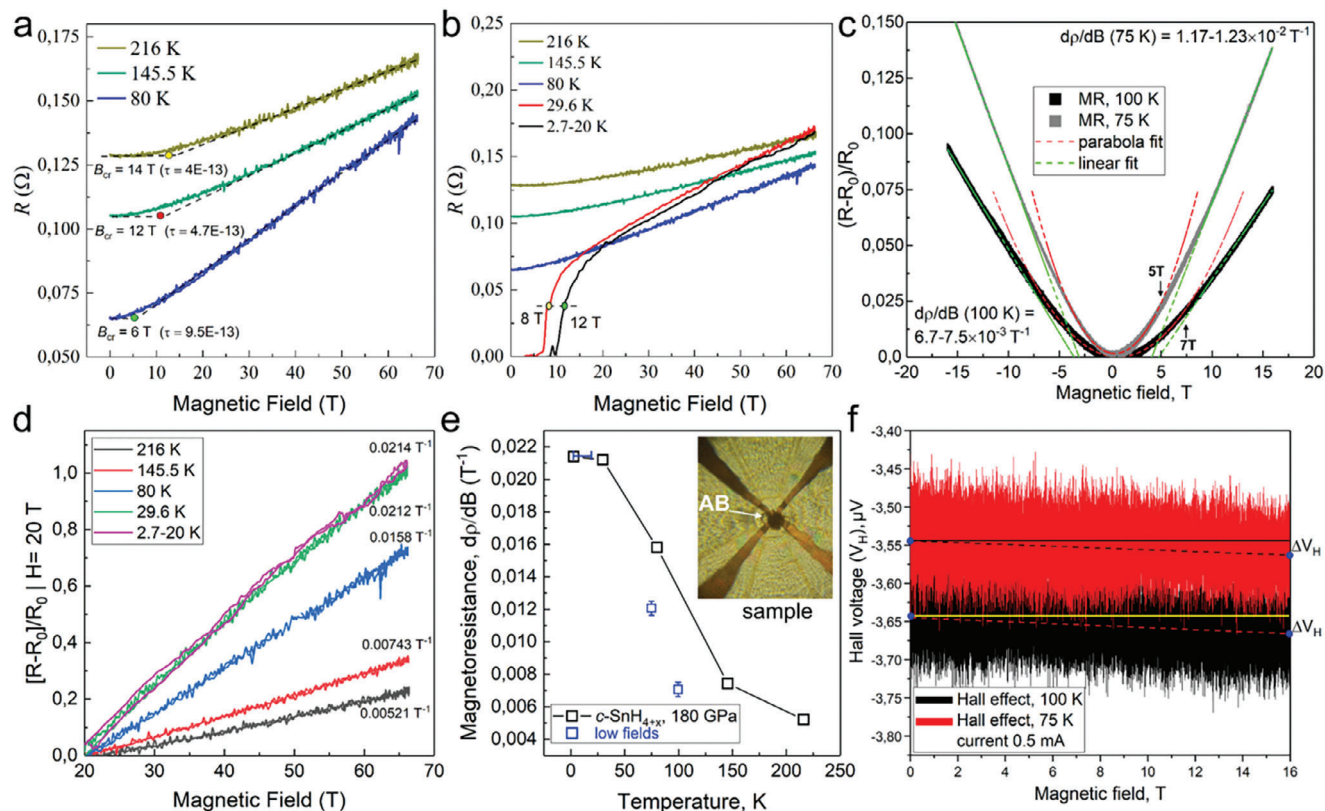 a
R (Ω)
0,175
0,150
0,125
0,100
0,075
0,050
216 K
145.5 K
80 K
B_cr = 14 T (τ = 4E-13)
B_cr = 12 T (τ = 4.7E-13)
B_cr = 6 T (τ = 9.5E-13)
0 10 20 30 40 50 60 70
Magnetic Field (T)
b
R (Ω)
0,25
0,20
0,15
0,10
0,05
0,00
216 K
145.5 K
80 K
29.6 K
2.7-20 K
8 T
12 T
0 10 20 30 40 50 60 70
Magnetic Field (T)
c
(R-R₀)/R₀
0,150
0,125
0,100
0,075
0,050
0,025
0,0
dρ/dB (75 K) = 1.17-1.23×10⁻² T⁻¹
MR, 100 K
MR, 75 K
parabola fit
linear fit
5T
7T
dρ/dB (100 K) =
6.7-7.5×10⁻³ T⁻¹
-20 -15 -10 -5 0 5 10 15 20
Magnetic field, T
d
[R-R₀]/R₀ | H= 20 T
1,0
0,8
0,6
0,4
0,2
0,0
216 K
145.5 K
80 K
29.6 K
2.7-20 K
0.0214 T⁻¹
0.0212 T⁻¹
0.0158 T⁻¹
0.00743 T⁻¹
0.00521 T⁻¹
20 30 40 50 60 70
Magnetic Field (T)
e
Magnetoresistance, dρ/dB (T⁻¹)
0,022
0,020
0,018
0,016
0,014
0,012
0,010
0,008
0,006
0,004
AB
sample
c-SnH₄₊ₓ, 180 GPa
low fields
0 50 100 150 200 250
Temperature, K
f
Hall voltage (V_H), μV
-3,40
-3,45
-3,50
-3,55
-3,60
-3,65
-3,70
-3,75
-3,80
ΔV_H
ΔV_H
Hall effect, 100 K
Hall effect, 75 K
current 0.5 mA
0 2 4 6 8 10 12 14 16
Magnetic field, T